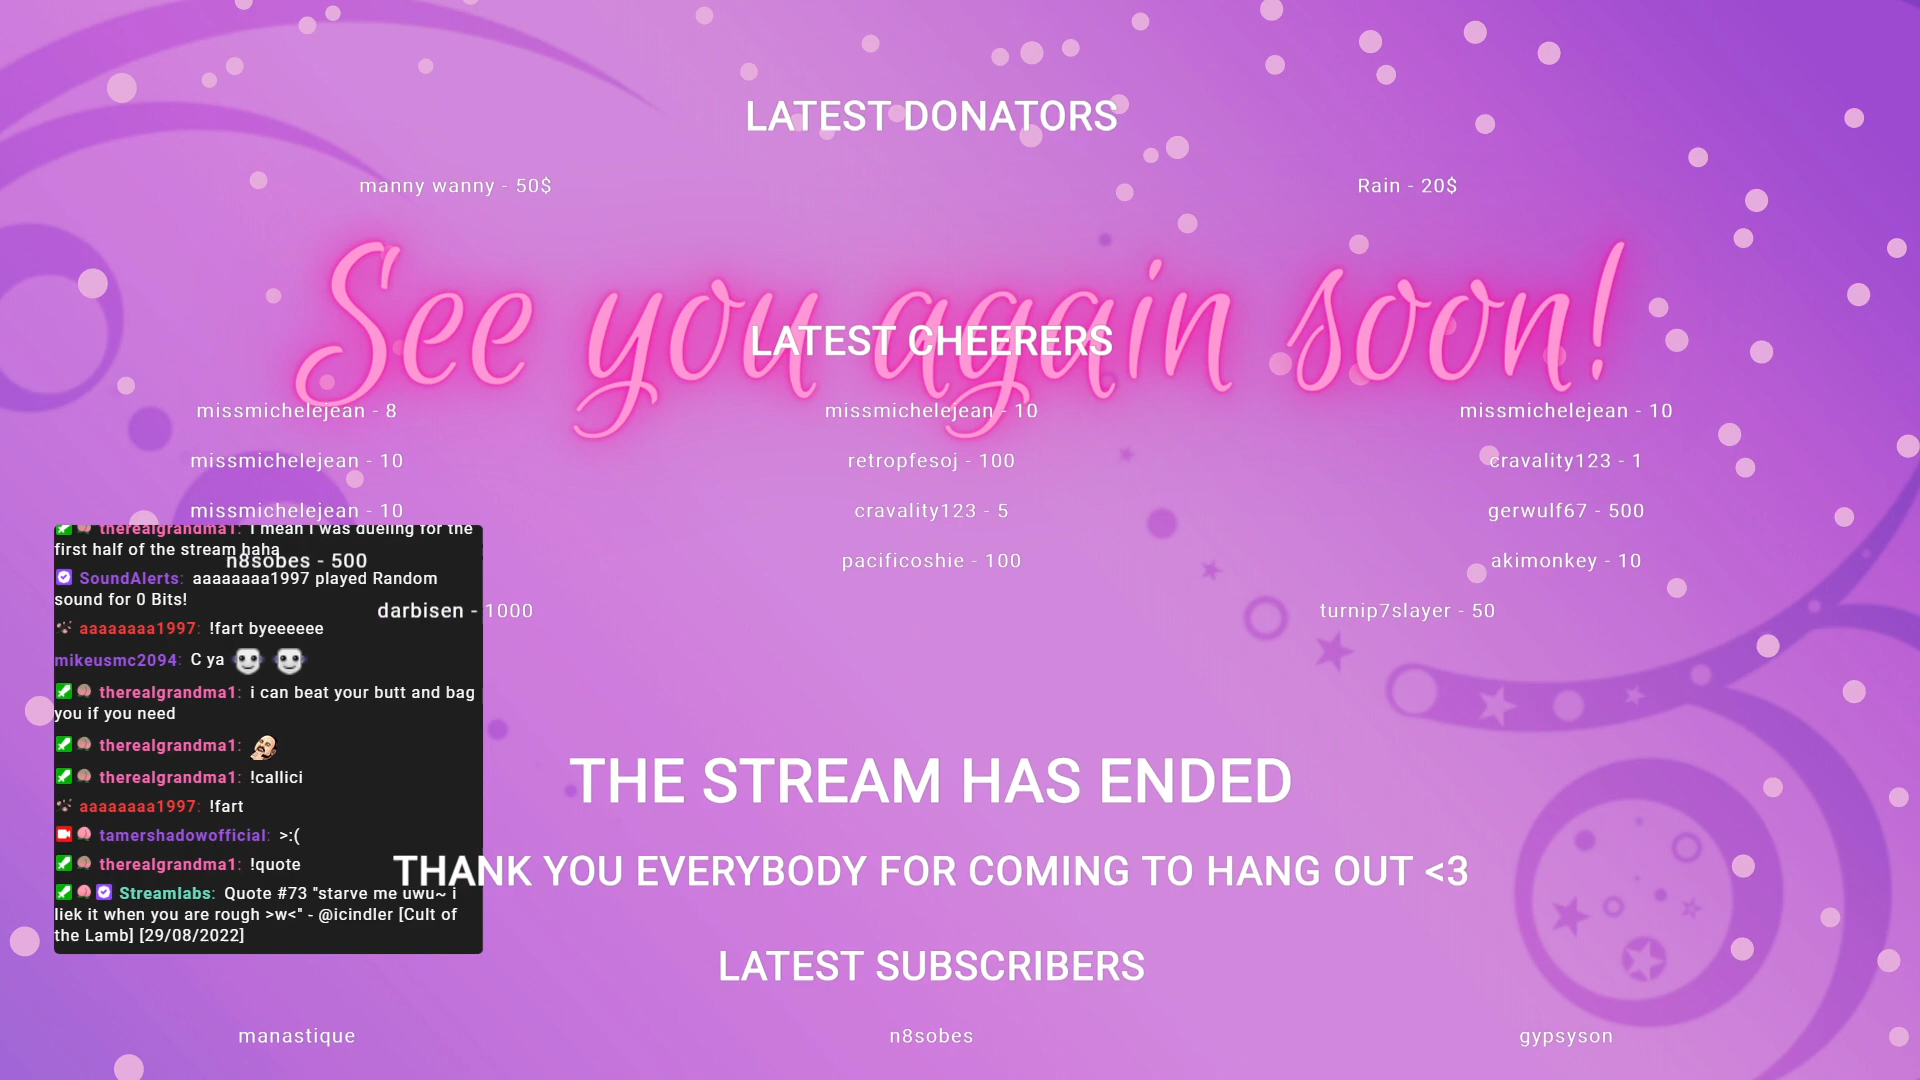 LATEST DONATORS
manny wanny - 50$
Rain - 20$
See you again soon!
LATEST CHEERERS
missmichelejean - 8
missmichelejean - 10
missmichelejean - 10
missmichelejean - 10
retropfesoj - 100
cravality123 - 1
missmichelejean - 10
cravality123 - 5
gerwulf67 - 500
n8sobes - 500
pacificoshie - 100
akimonkey - 10
darbisen - 1000
turnip7slayer - 50
therealgrandma1: I mean I was dueling for the
first half of the stream haha
SoundAlerts: aaaaaaaa1997 played Random
sound for 0 Bits!
aaaaaaaa1997: !fart byeeeeee
mikeusmc2094: C ya
therealgrandma1: i can beat your butt and bag
you if you need
therealgrandma1:
therealgrandma1: !callici
aaaaaaaa1997: !fart
tamershadowofficial: >:(
therealgrandma1: !quote
Streamlabs: Quote #73 "starve me uwu~ i
liek it when you are rough >w<" - @icindler [Cult of
the Lamb] [29/08/2022]
THE STREAM HAS ENDED
THANK YOU EVERYBODY FOR COMING TO HANG OUT <3
LATEST SUBSCRIBERS
manastique
n8sobes
gypsyson